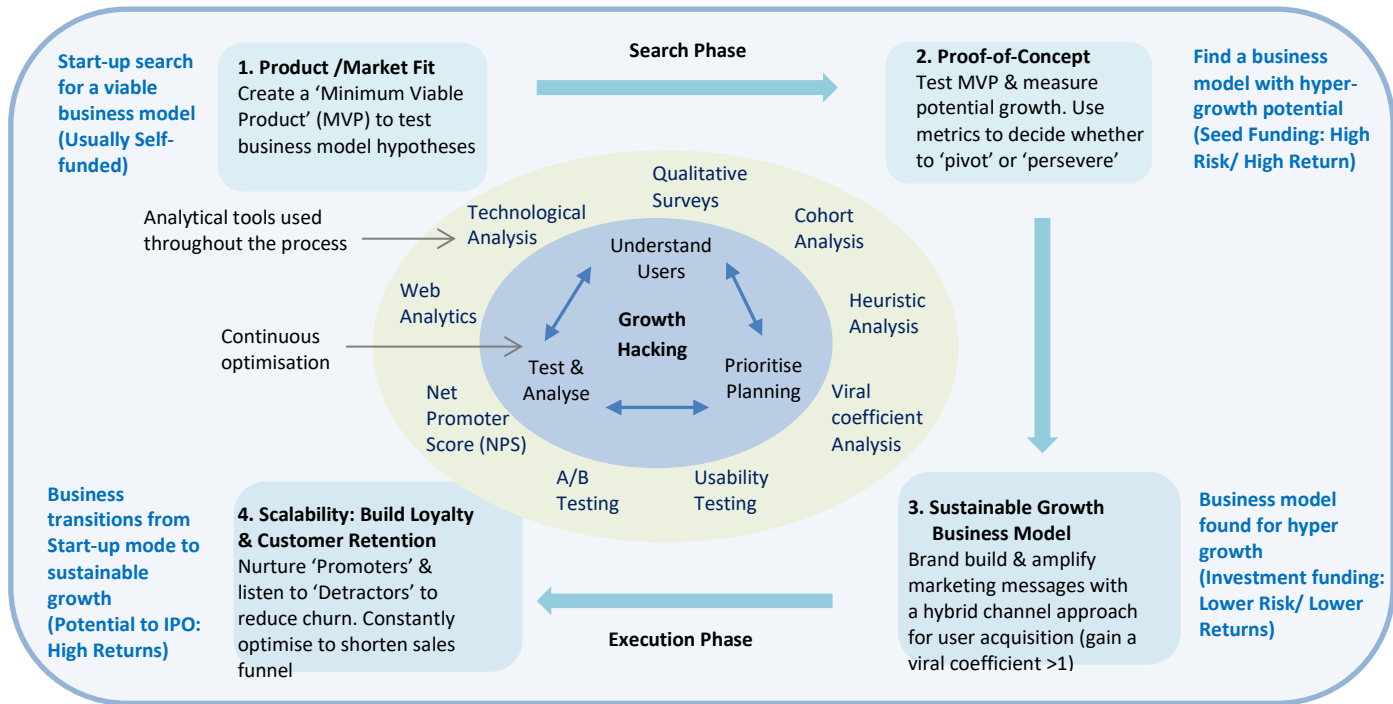 Start-up search
for a viable
business model
(Usually Self-
funded)
1. Product /Market Fit
Create a ‘Minimum Viable
Product’ (MVP) to test
business model hypotheses
Search Phase
2. Proof-of-Concept
Test MVP & measure
potential growth. Use
metrics to decide whether
to ‘pivot’ or ‘persevere’
Find a business
model with hyper-
growth potential
(Seed Funding: High
Risk/ High Return)
Analytical tools used
throughout the process
Continuous
optimisation
Technological
Analysis
Qualitative
Surveys
Cohort
Analysis
Web
Analytics
Heuristic
Analysis
Net
Promoter
Score (NPS)
Viral
coefficient
Analysis
A/B
Testing
Usability
Testing
Understand
Users
Growth
Hacking
Test &
Analyse
Prioritise
Planning
Business
transitions from
Start-up mode to
sustainable
growth
(Potential to IPO:
High Returns)
4. Scalability: Build Loyalty
& Customer Retention
Nurture ‘Promoters’ &
listen to ‘Detractors’ to
reduce churn. Constantly
optimise to shorten sales
funnel
Execution Phase
3. Sustainable Growth
Business Model
Brand build & amplify
marketing messages with
a hybrid channel approach
for user acquisition (gain a
viral coefficient >1)
Business model
found for hyper
growth
(Investment funding:
Lower Risk/ Lower
Returns)